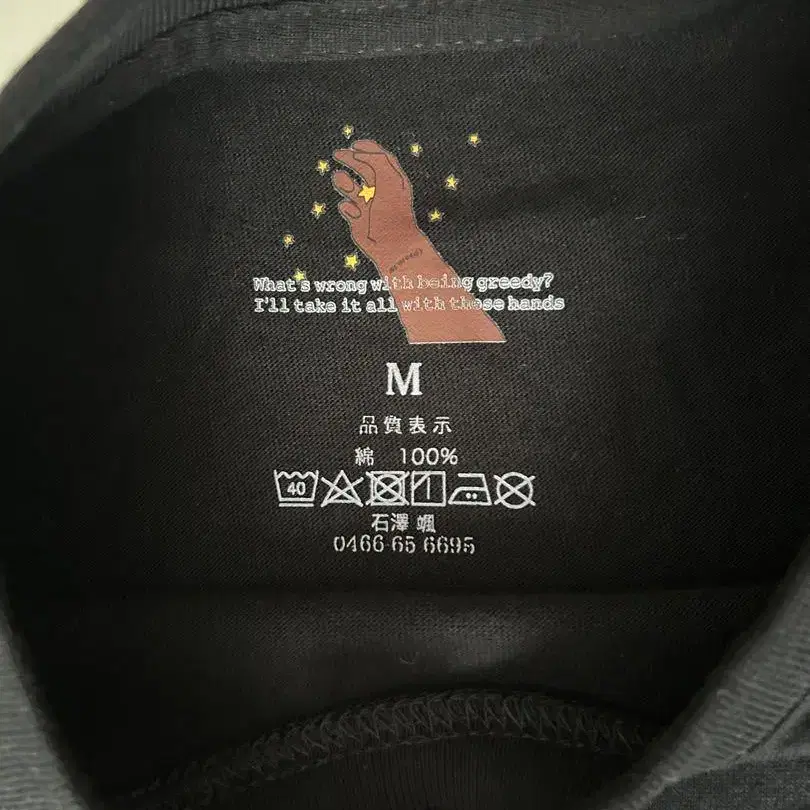 What's wrong with being greedy?
I'll take it all with those hands
M
品質表示
綿 100%
40
石澤 颯
0466-65 6695